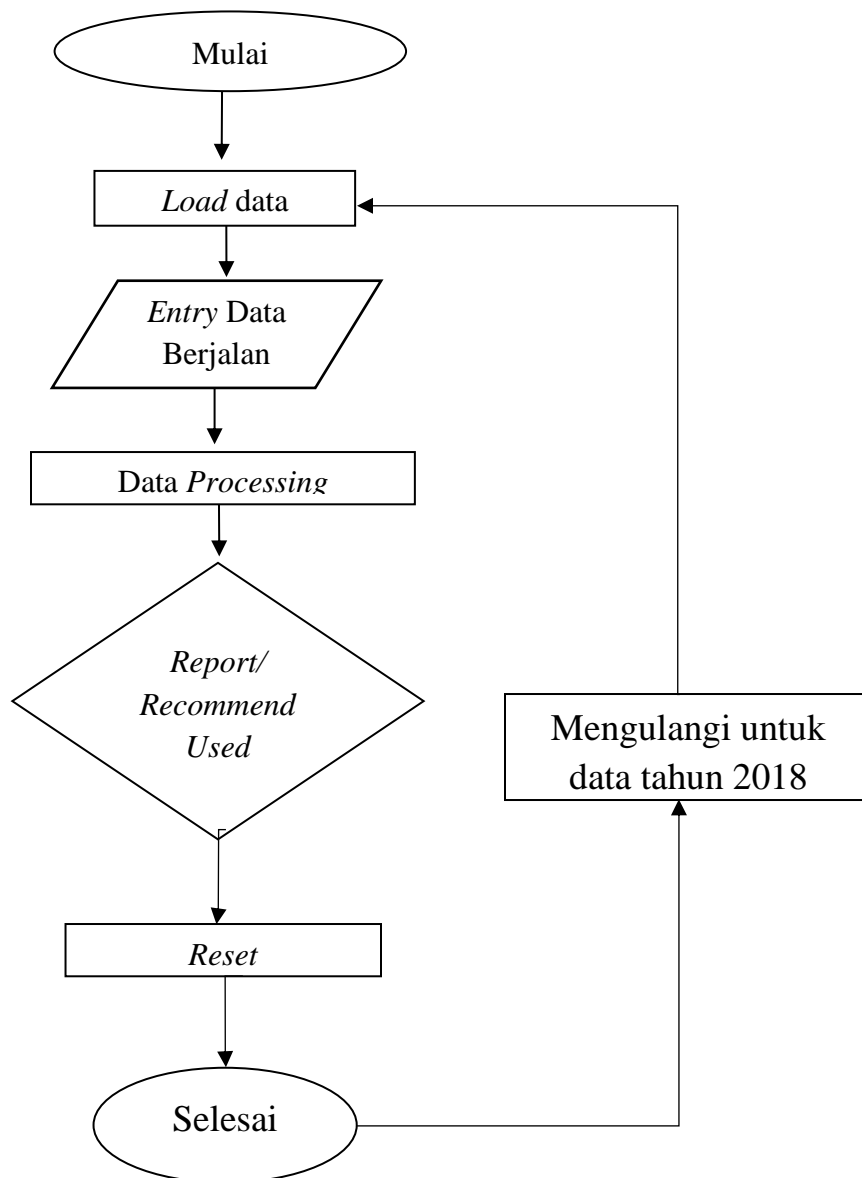 Mulai
Load data
Entry Data
Berjalan
Data Processing
Report/
Recommend
Used
Mengulangi untuk
data tahun 2018
Reset
Selesai